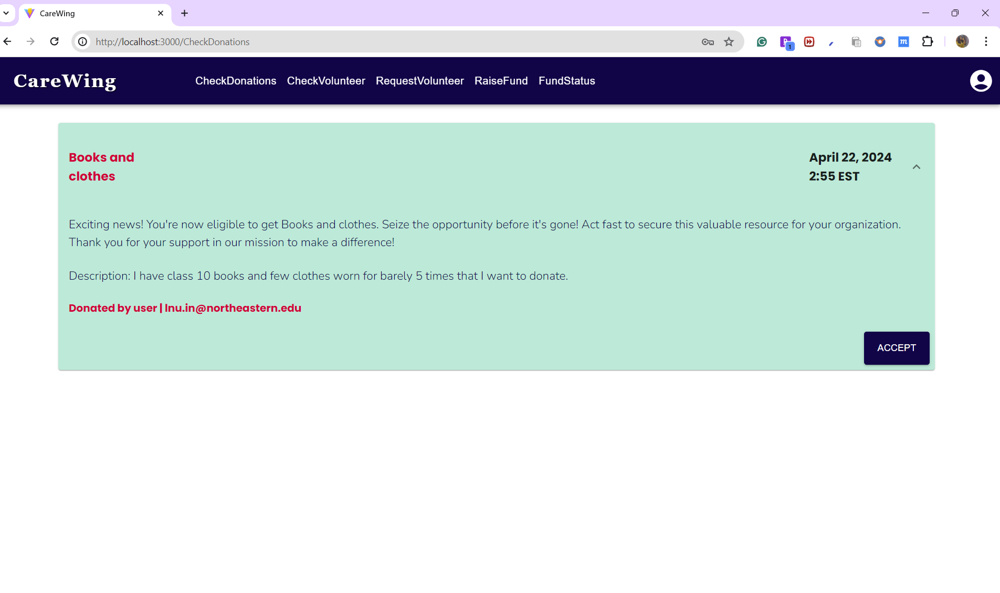 CareWing
http://localhost:3000/CheckDonations
1
m
CareWing
CheckDonations CheckVolunteer RequestVolunteer RaiseFund FundStatus
Books and
clothes
April 22, 2024
2:55 EST
Exciting news! You're now eligible to get Books and clothes. Seize the opportunity before it's gone! Act fast to secure this valuable resource for your organization.
Thank you for your support in our mission to make a difference!
Description: I have class 10 books and few clothes worn for barely 5 times that I want to donate.
Donated by user | lnu.in@northeastern.edu
ACCEPT